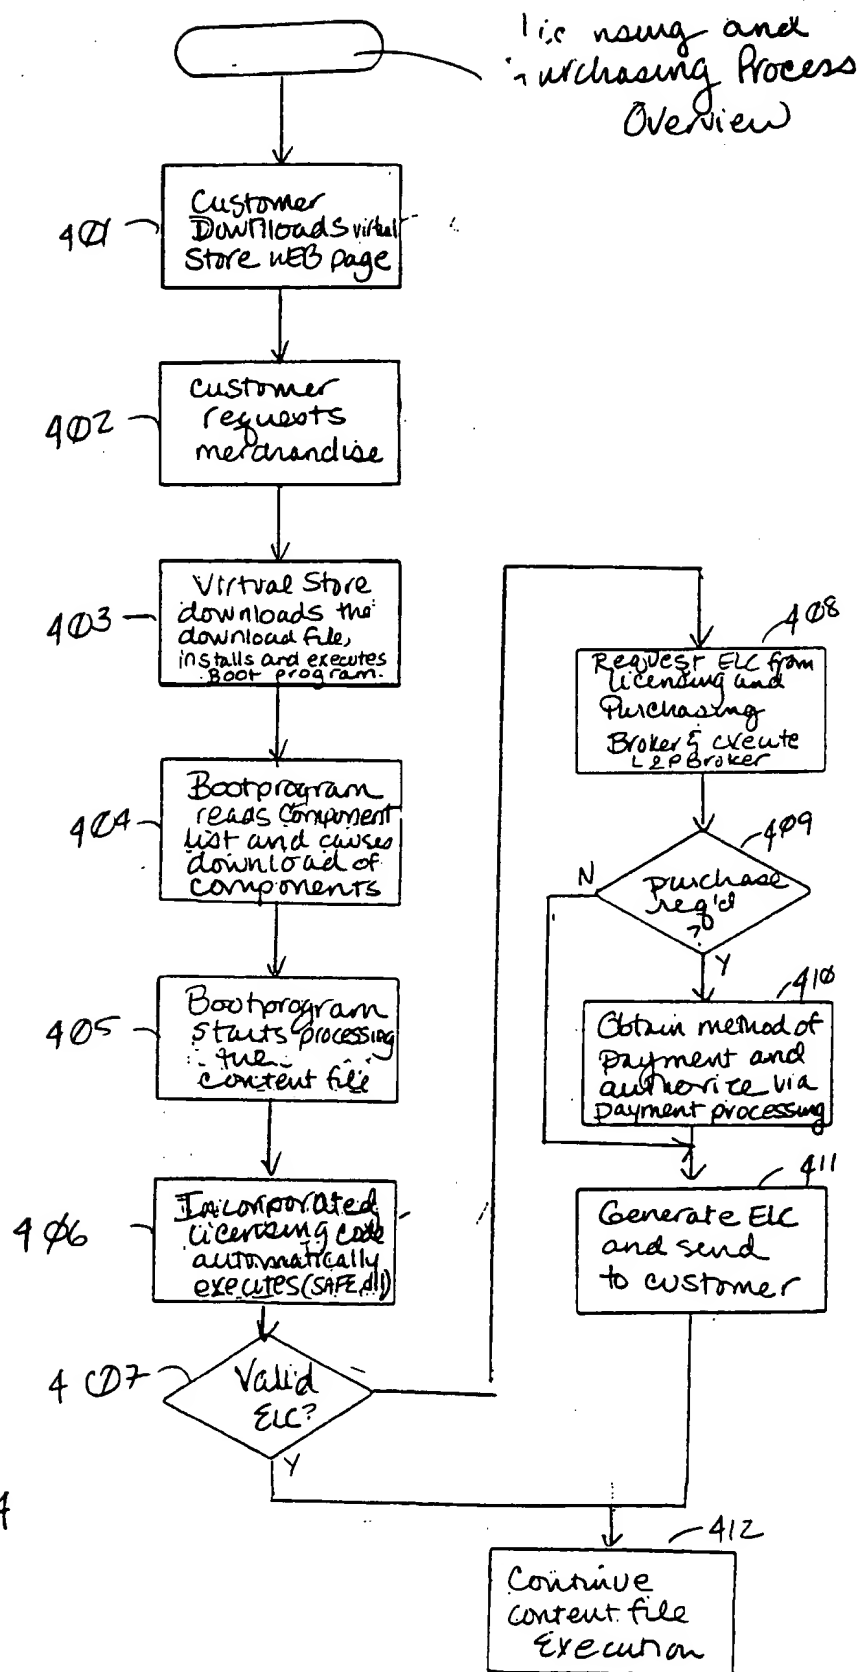 and
Purchasing Process
Overview
401
Customer
Downloads virtual
Store WEB page
402
customer
requests
merchandise
403
Virtual Store
downloads the
download file,
installs and executes
Boot program.
404
Bootprogram
reads Component
list and causes
download of
components
405
Bootprogram
starts processing
the
content file
406
Incorporated
licensing code
automatically
executes (SAFE.dll)
407
Valid
ELC?
Y
408
Request ELC from
Licensing and
Purchasing
Broker & execute
L&P Broker
409
purchase
req'd
?
N
Y
410
Obtain method of
payment and
authorize via
payment processing
411
Generate ELC
and send
to customer
412
Continue
content file
Execution